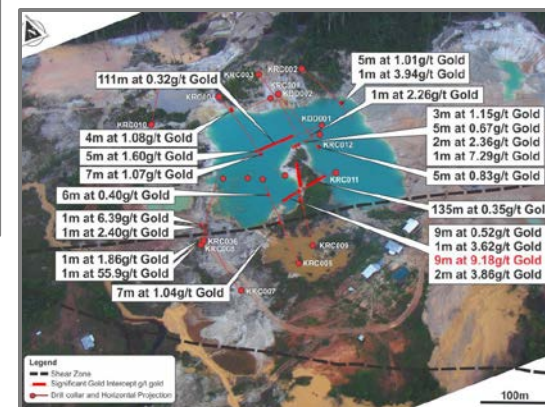 KRC002
KRC003
5m at 1.01g/t Gold
1m at 3.94g/t Gold
111m at 0.32g/t Gold
KDD002
1m at 2.26g/t Gold
KRC010
KDD001
3m at 1.15g/t Gold
5m at 0.67g/t Gold
2m at 2.36g/t Gold
1m at 7.29g/t Gold
4m at 1.08g/t Gold
KRC012
5m at 1.60g/t Gold
7m at 1.07g/t Gold
5m at 0.83g/t Gold
KRC011
6m at 0.40g/t Gold
135m at 0.35g/t Gold
1m at 6.39g/t Gold
1m at 2.40g/t Gold
9m at 0.52g/t Gold
1m at 3.62g/t Gold
9m at 9.18g/t Gold
2m at 3.86g/t Gold
1m at 1.86g/t Gold
1m at 55.9g/t Gold
7m at 1.04g/t Gold
KRC007
Legend
Shear Zone
Significant Gold Intercept g/t gold
Drill collar and Horizontal Projection
100m